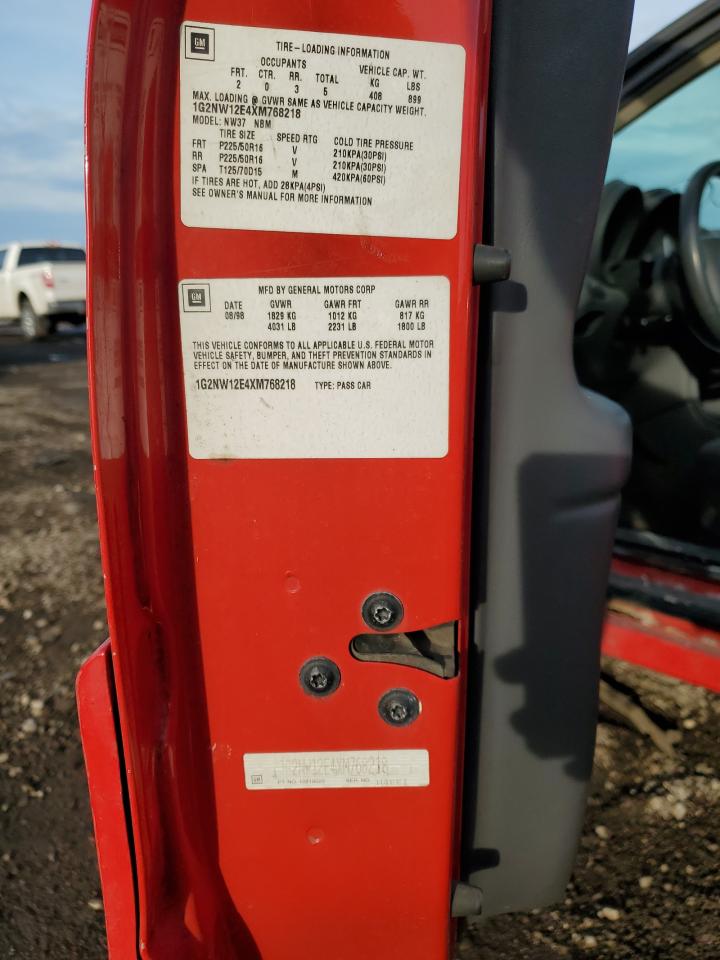 GM
TIRE-LOADING INFORMATION
OCCUPANTS VEHICLE CAP. WT.
FRT. CTR. RR. TOTAL KG LBS
2 0 3 5 408 899
MAX. LOADING @ GVWR SAME AS VEHICLE CAPACITY WEIGHT.
1G2NW12E4XM768218
MODEL: NW37 NBM
TIRE SIZE SPEED RTG COLD TIRE PRESSURE
FRT P225/50R16 V 210KPA(30PSI)
RR P225/50R16 V 210KPA(30PSI)
SPA T125/70D15 M 420KPA(60PSI)
IF TIRES ARE HOT, ADD 28KPA(4PSI)
SEE OWNER'S MANUAL FOR MORE INFORMATION
GM
MFD BY GENERAL MOTORS CORP
DATE GVWR GAWR FRT GAWR RR
08/98 1829 KG 1012 KG 817 KG
4031 LB 2231 LB 1800 LB
THIS VEHICLE CONFORMS TO ALL APPLICABLE U.S. FEDERAL MOTOR
VEHICLE SAFETY, BUMPER, AND THEFT PREVENTION STANDARDS IN
EFFECT ON THE DATE OF MANUFACTURE SHOWN ABOVE.
1G2NW12E4XM768218 TYPE: PASS CAR
1G2NW12E4XM768218
GM PT NO. SER NO.